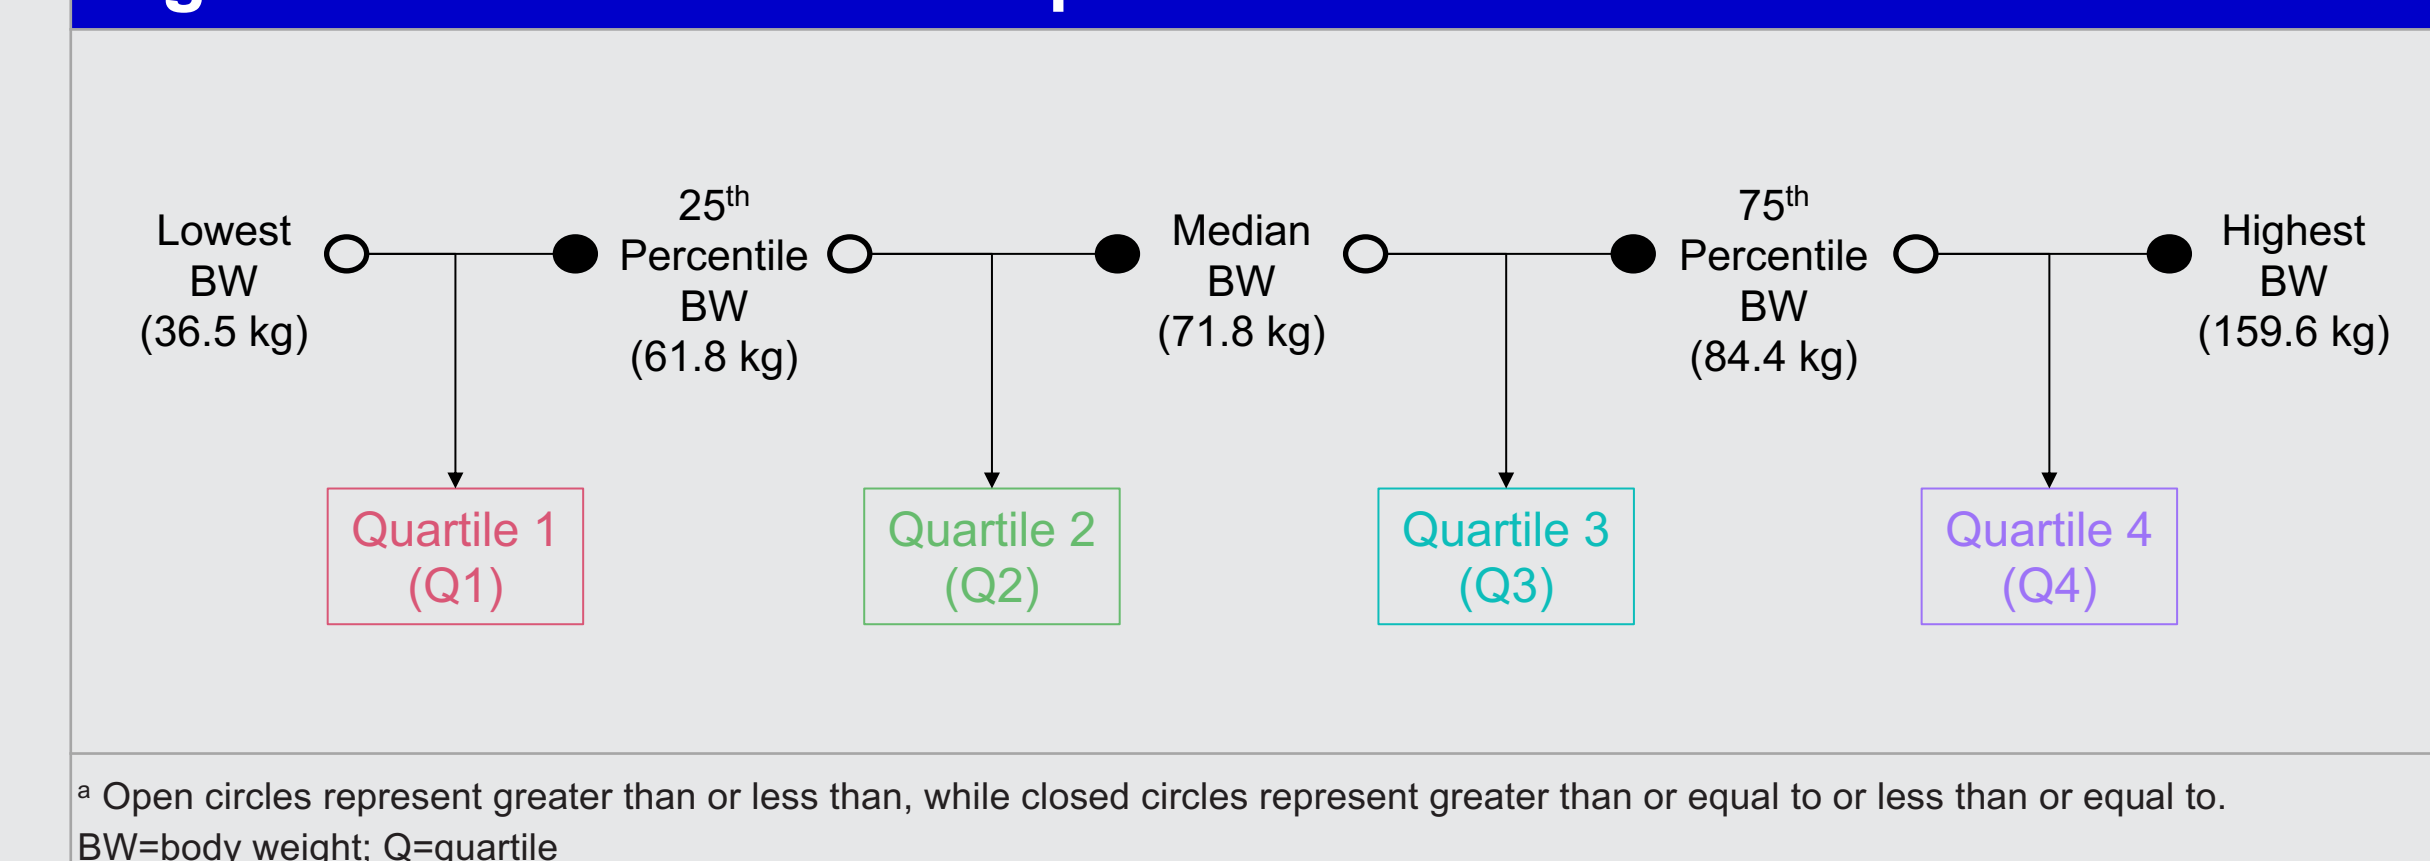 Lowest
BW
(36.5 kg)
25th
Percentile
BW
(61.8 kg)
Median
BW
(71.8 kg)
75th
Percentile
BW
(84.4 kg)
Highest
BW
(159.6 kg)
Quartile 1
(Q1)
Quartile 2
(Q2)
Quartile 3
(Q3)
Quartile 4
(Q4)
a Open circles represent greater than or less than, while closed circles represent greater than or equal to or less than or equal to.
BW=body weight; Q=quartile